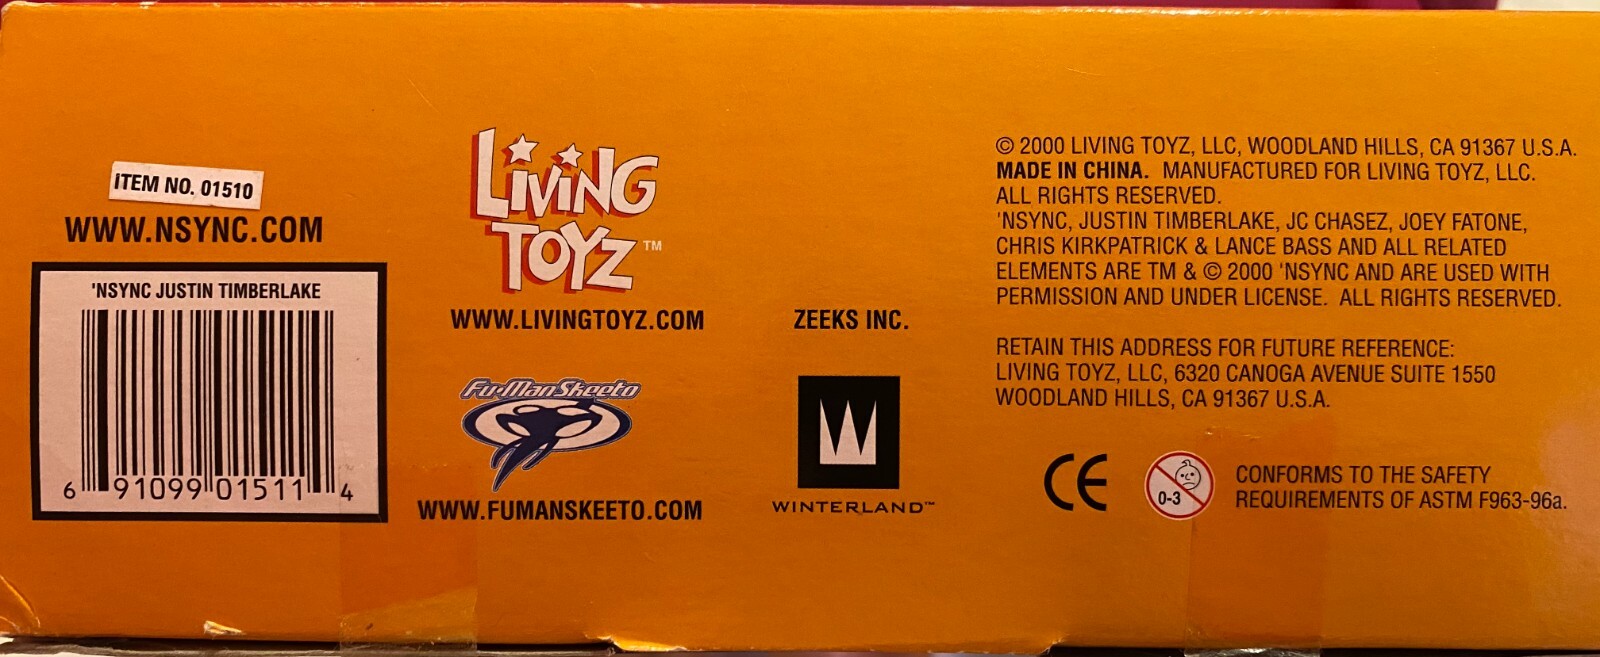 ITEM NO. 01510
WWW.NSYNC.COM
'NSYNC JUSTIN TIMBERLAKE
6 91099 01511 4
LIVING
TOYZ™
WWW.LIVINGTOYZ.COM
FuManSkeeto
WWW.FUMANSKEETO.COM
ZEEKS INC.
WINTERLAND™
© 2000 LIVING TOYZ, LLC, WOODLAND HILLS, CA 91367 U.S.A.
MADE IN CHINA. MANUFACTURED FOR LIVING TOYZ, LLC.
ALL RIGHTS RESERVED.
'NSYNC, JUSTIN TIMBERLAKE, JC CHASEZ, JOEY FATONE,
CHRIS KIRKPATRICK & LANCE BASS AND ALL RELATED
ELEMENTS ARE TM & © 2000 'NSYNC AND ARE USED WITH
PERMISSION AND UNDER LICENSE. ALL RIGHTS RESERVED.
RETAIN THIS ADDRESS FOR FUTURE REFERENCE:
LIVING TOYZ, LLC, 6320 CANOGA AVENUE SUITE 1550
WOODLAND HILLS, CA 91367 U.S.A.
CE
0-3
CONFORMS TO THE SAFETY
REQUIREMENTS OF ASTM F963-96a.